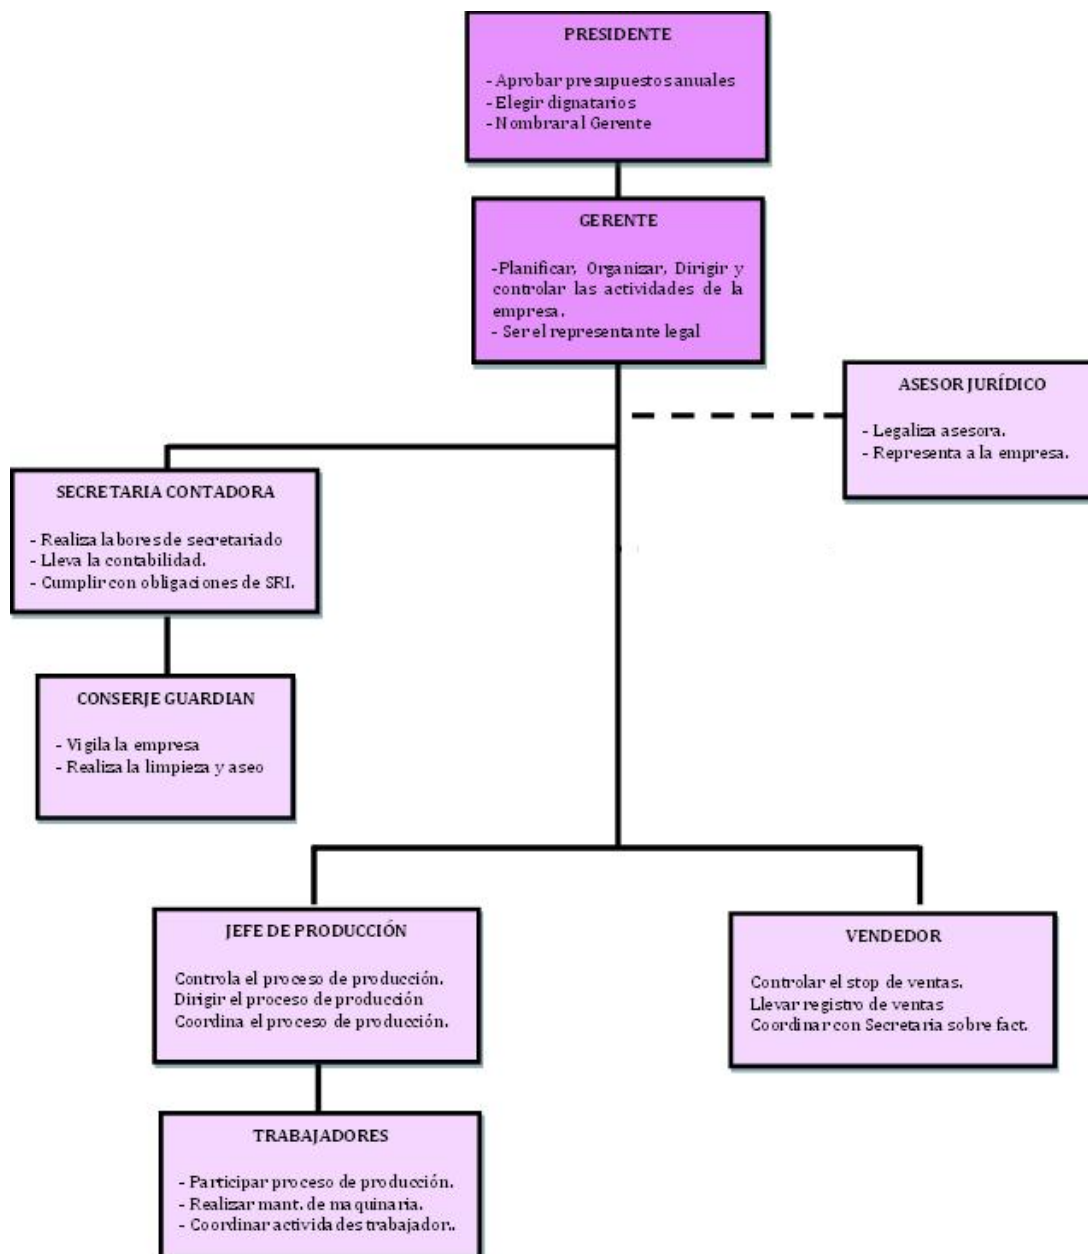 PRESIDENTE
- Aprobar presupuestos anuales
- Elegir dignatarios
- Nombrar al Gerente
GERENTE
-Planificar, Organizar, Dirigir y
controlar las actividades de la
empresa.
- Ser el representante legal
ASESOR JURÍDICO
- Legaliza asesora.
- Representa a la empresa.
SECRETARIA CONTADORA
- Realiza labores de secretariado
- Lleva la contabilidad.
- Cumplir con obligaciones de SRI.
CONSERJE GUARDIAN
- Vigila la empresa
- Realiza la limpieza y aseo
JEFE DE PRODUCCIÓN
Controla el proceso de producción.
Dirigir el proceso de producción
Coordina el proceso de producción.
VENDEDOR
Controlar el stop de ventas.
Llevar registro de ventas
Coordinar con Secretaria sobre fact.
TRABAJADORES
- Participar proceso de producción.
- Realizar mant. de maquinaria.
- Coordinar actividades trabajador..